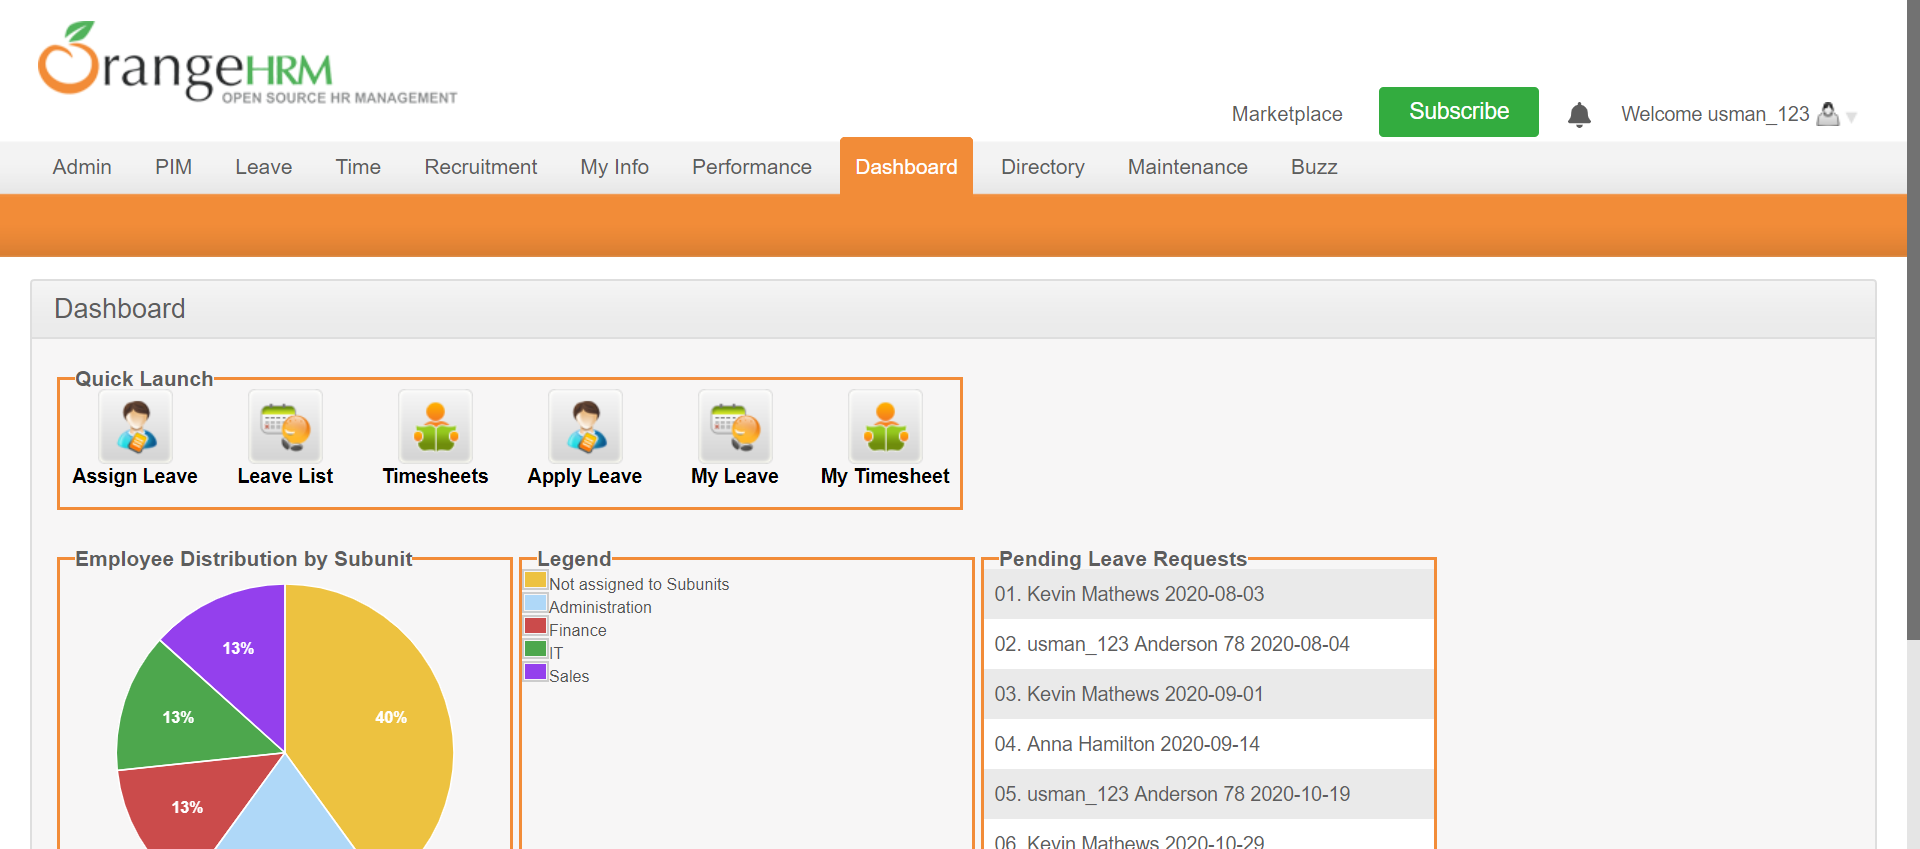 OrangeHRM
OPEN SOURCE HR MANAGEMENT
Marketplace
Subscribe
Welcome usman_123
Admin
PIM
Leave
Time
Recruitment
My Info
Performance
Dashboard
Directory
Maintenance
Buzz
Dashboard
Quick Launch
Assign Leave
Leave List
Timesheets
Apply Leave
My Leave
My Timesheet
Employee Distribution by Subunit
13%
40%
13%
13%
Legend
Not assigned to Subunits
Administration
Finance
IT
Sales
Pending Leave Requests
01. Kevin Mathews 2020-08-03
02. usman_123 Anderson 78 2020-08-04
03. Kevin Mathews 2020-09-01
04. Anna Hamilton 2020-09-14
05. usman_123 Anderson 78 2020-10-19
06. Kevin Mathews 2020-10-29